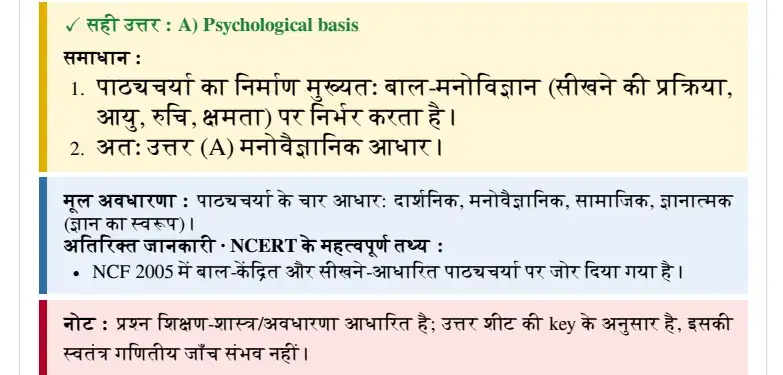 ✓ सही उत्तर : A) Psychological basis
समाधान :
1. पाठ्यचर्या का निर्माण मुख्यतः बाल-मनोविज्ञान (सीखने की प्रक्रिया,
आयु, रुचि, क्षमता) पर निर्भर करता है।
2. अतः उत्तर (A) मनोवैज्ञानिक आधार।
मूल अवधारणा : पाठ्यचर्या के चार आधार: दार्शनिक, मनोवैज्ञानिक, सामाजिक, ज्ञानात्मक
(ज्ञान का स्वरूप)।
अतिरिक्त जानकारी · NCERT के महत्वपूर्ण तथ्य :
• NCF 2005 में बाल-केंद्रित और सीखने-आधारित पाठ्यचर्या पर जोर दिया गया है।
नोट : प्रश्न शिक्षण-शास्त्र/अवधारणा आधारित है; उत्तर शीट की key के अनुसार है, इसकी
स्वतंत्र गणितीय जाँच संभव नहीं।